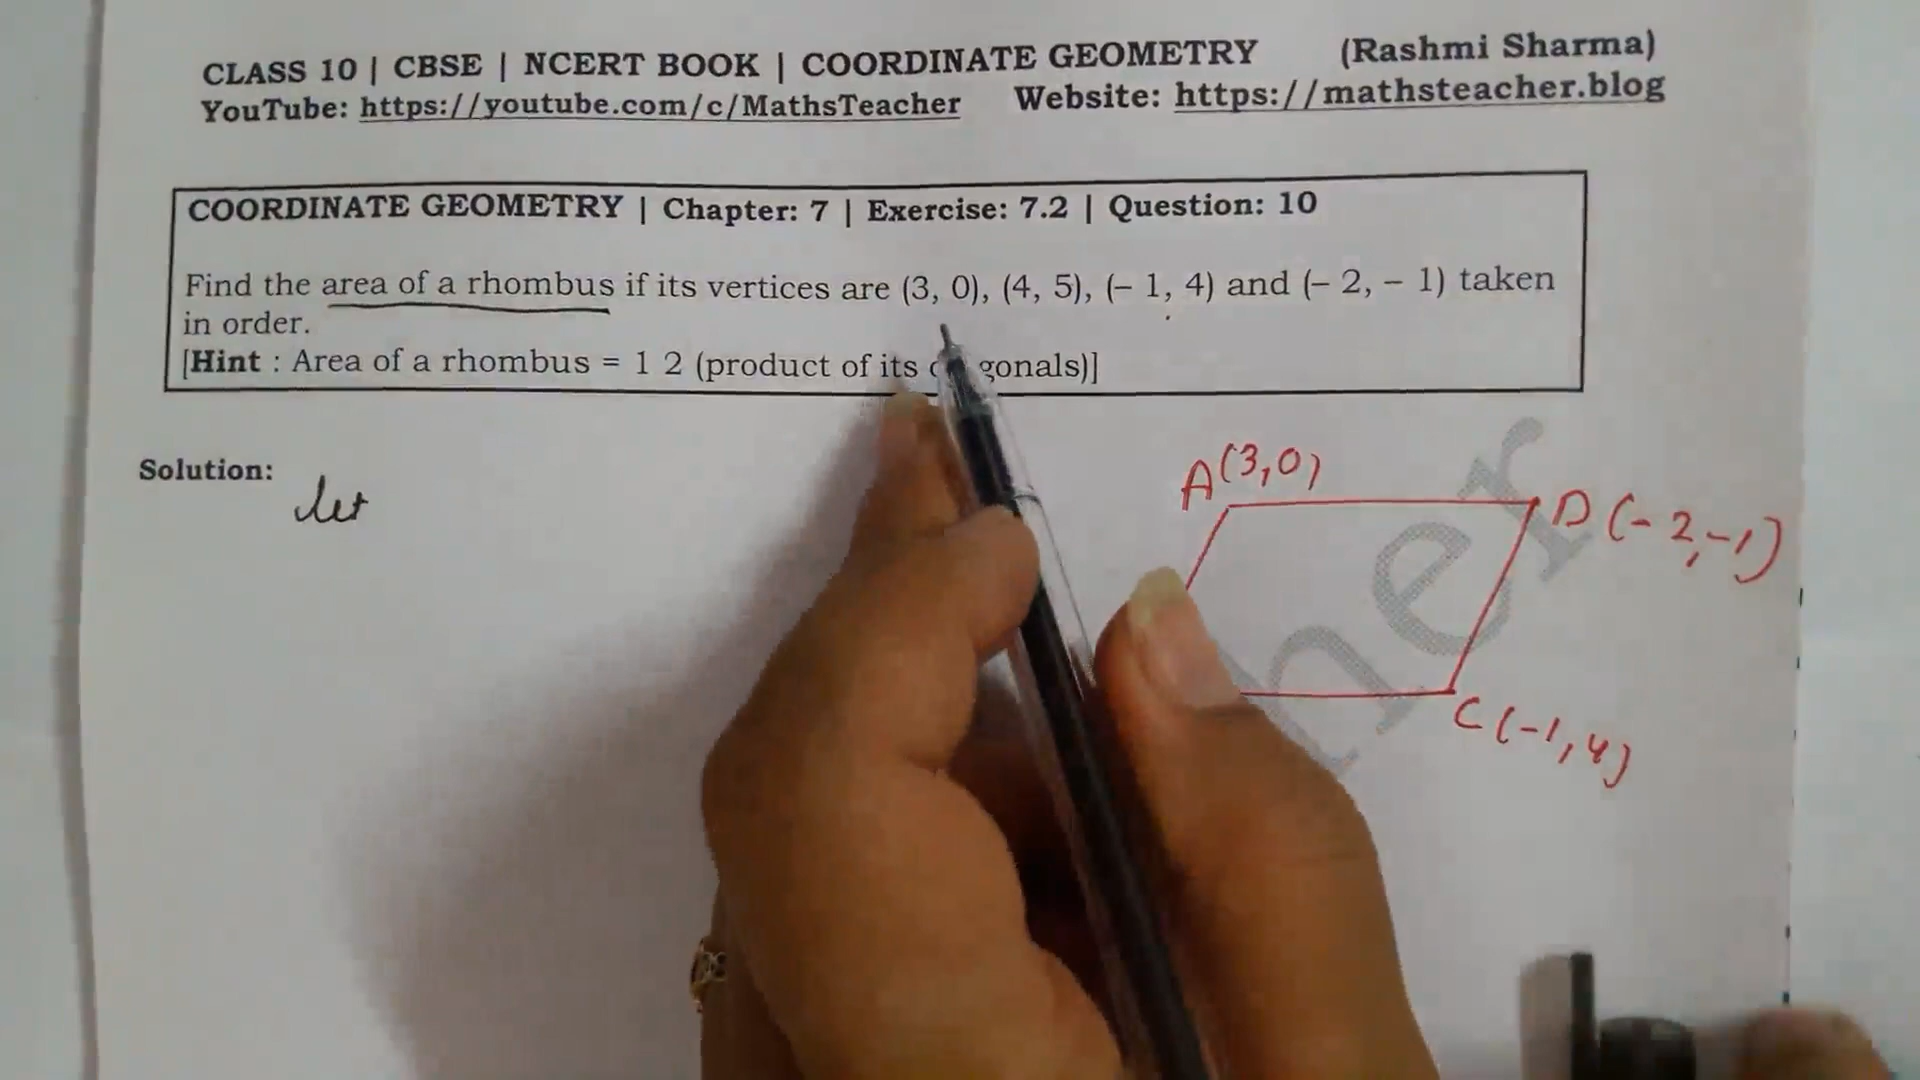 CLASS 10 | CBSE | NCERT BOOK | COORDINATE GEOMETRY (Rashmi Sharma)
YouTube: https://youtube.com/c/MathsTeacher Website: https://mathsteacher.blog
COORDINATE GEOMETRY | Chapter: 7 | Exercise: 7.2 | Question: 10
Find the area of a rhombus if its vertices are (3, 0), (4, 5), (– 1, 4) and (– 2, – 1) taken
in order.
[Hint : Area of a rhombus = 1 2 (product of its gonals)]
A(3,0)
Solution:
Let
D(-2,-1)
her
C(-1,4)